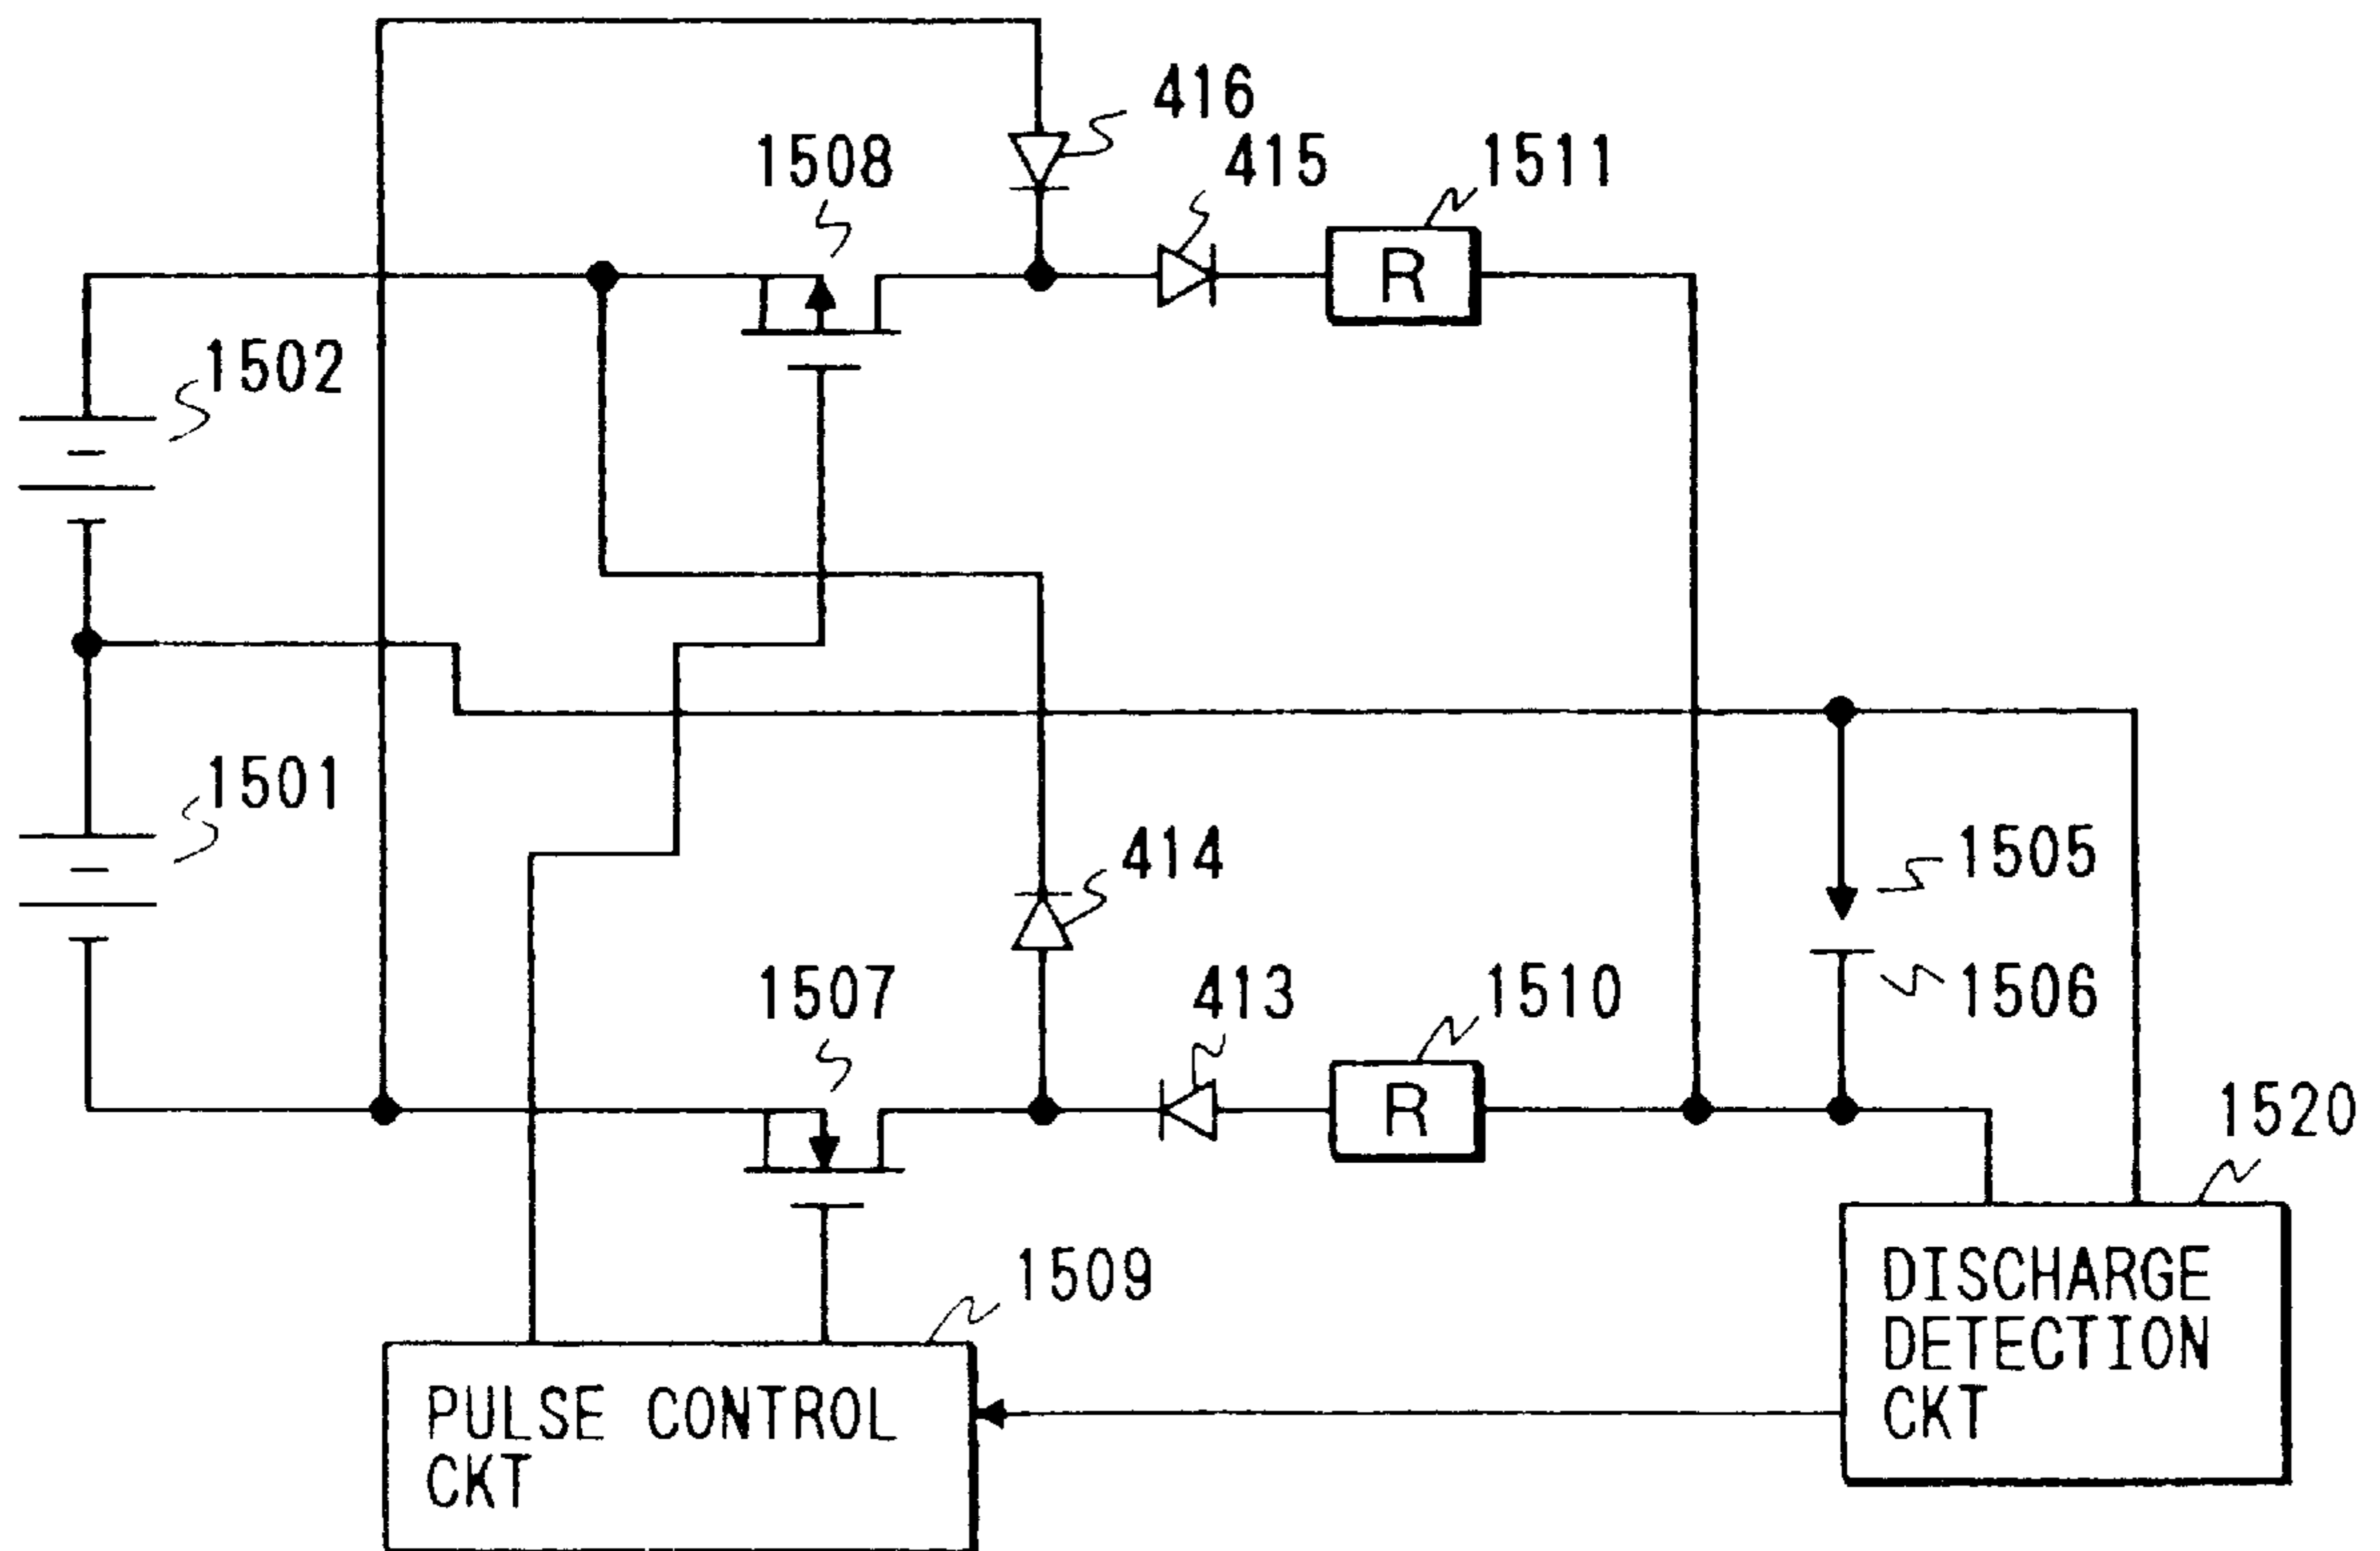 416
1508
415
1511
R
1502
1501
414
1505
1507
413
1510
1506
R
1520
1509
DISCHARGE
DETECTION
CKT
PULSE CONTROL
CKT